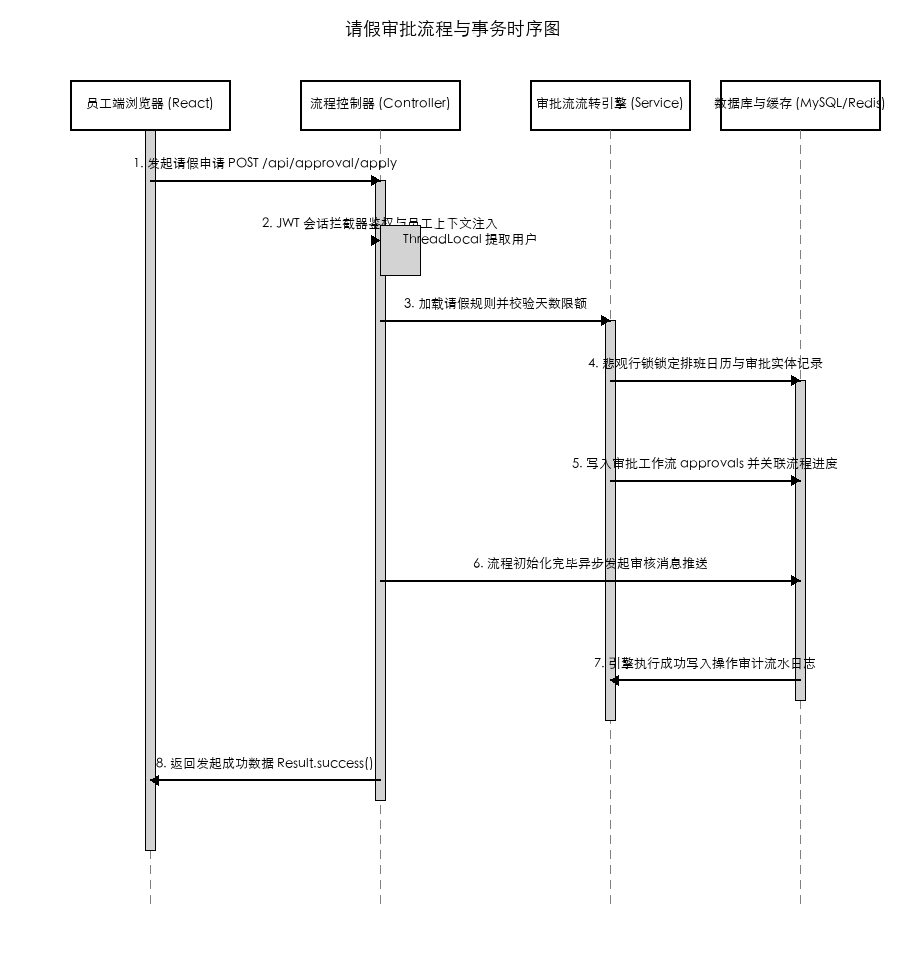 请假审批流程与事务时序图
员工端浏览器 (React)
流程控制器 (Controller)
审批流流转引擎 (Service)
数据库与缓存 (MySQL/Redis)
1. 发起请假申请 POST /api/approval/apply
2. JWT 会话拦截器鉴权与员工上下文注入
ThreadLocal 提取用户
3. 加载请假规则并校验天数限额
4. 悲观行锁锁定排班日历与审批实体记录
5. 写入审批工作流 approvals 并关联流程进度
6. 流程初始化完毕异步发起审核消息推送
7. 引擎执行成功写入操作审计流水日志
8. 返回发起成功数据 Result.success()